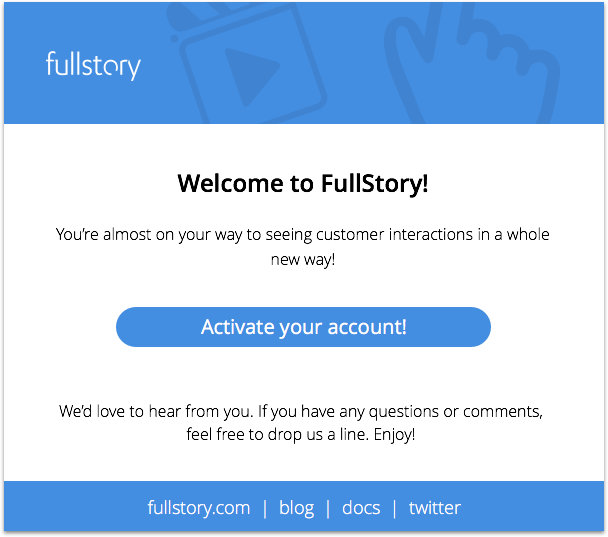 fullstory
Welcome to FullStory!
You’re almost on your way to seeing customer interactions in a whole
new way!
Activate your account!
We’d love to hear from you. If you have any questions or comments,
feel free to drop us a line. Enjoy!
fullstory.com | blog | docs | twitter